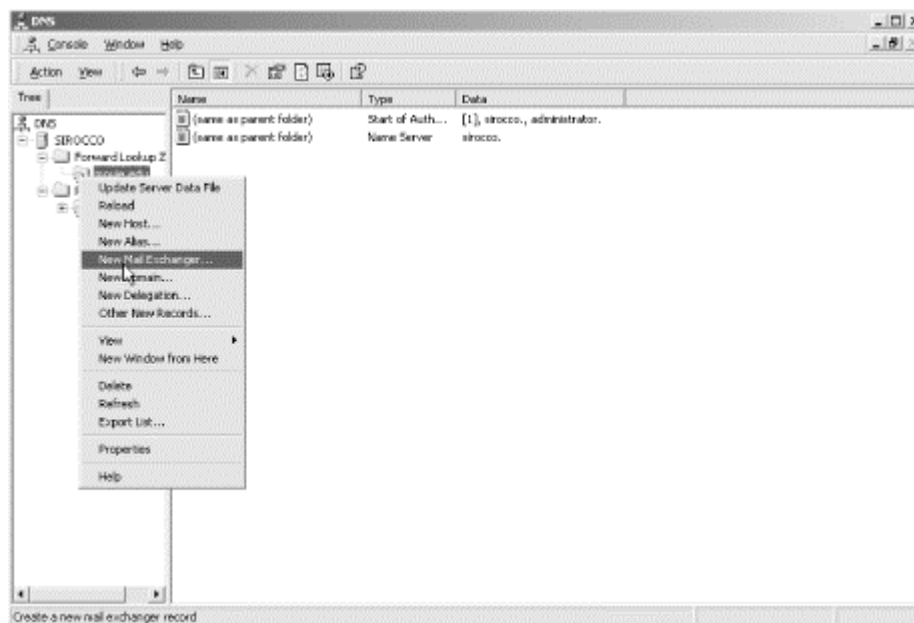 DNS
Console Window Help
Action View
Tree
Name Type Data
DNS
SIROCCO
Forward Lookup Z
(same as parent folder) Start of Auth... [1], sirocco., administrator.
(same as parent folder) Name Server sirocco.
Update Server Data File
Reload
New Host...
New Alias...
New Mail Exchanger...
New Domain...
New Delegation...
Other New Records...
View
New Window from Here
Delete
Refresh
Export List...
Properties
Help
Create a new mail exchanger record